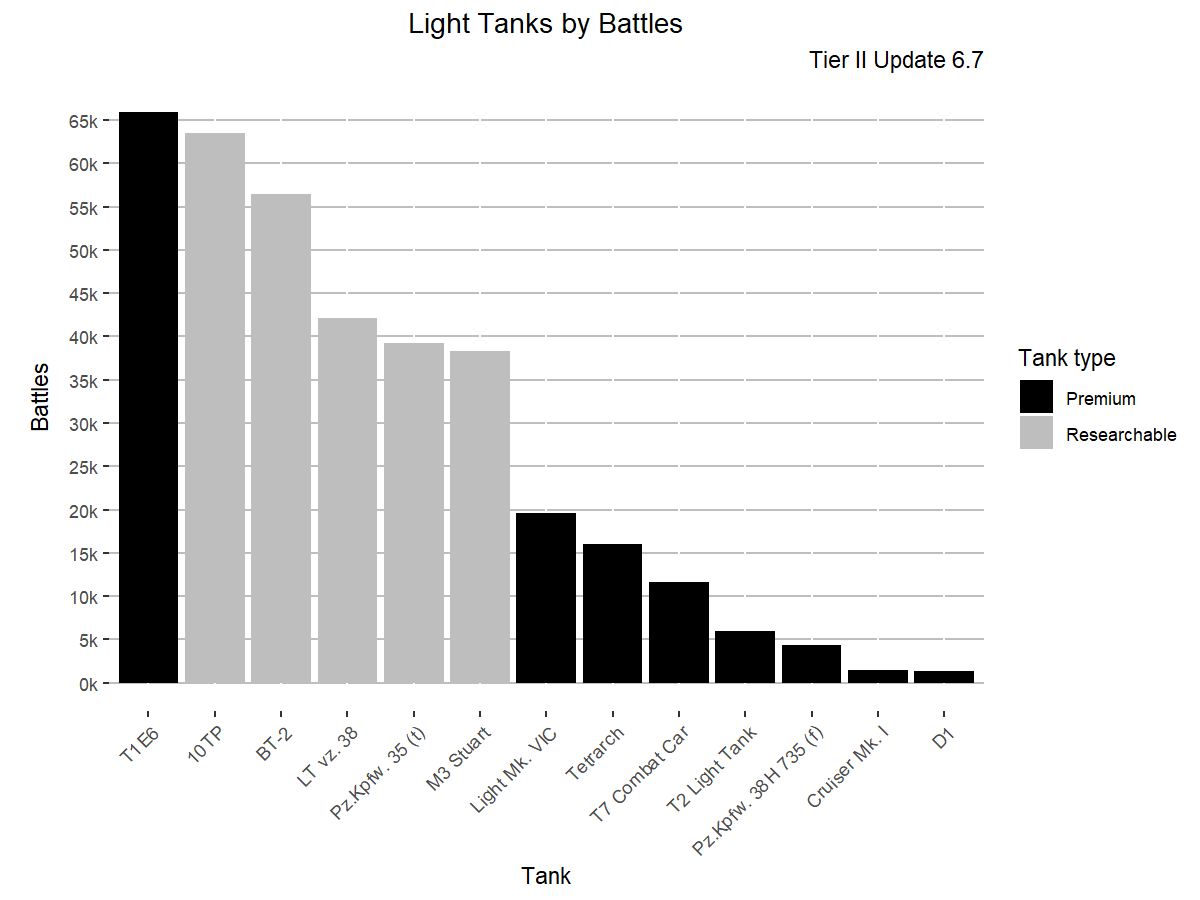 Light Tanks by Battles
Tier II Update 6.7
Battles
65k
60k
55k
50k
45k
40k
35k
30k
25k
20k
15k
10k
5k
0k
T1E6
10TP
BT-2
LT vz. 38
Pz.Kpfw. 35 (t)
M3 Stuart
Light Mk. VIC
Tetrarch
T7 Combat Car
T2 Light Tank
Pz.Kpfw. 38H 735 (f)
Cruiser Mk. I
D1
Tank
Tank type
Premium
Researchable